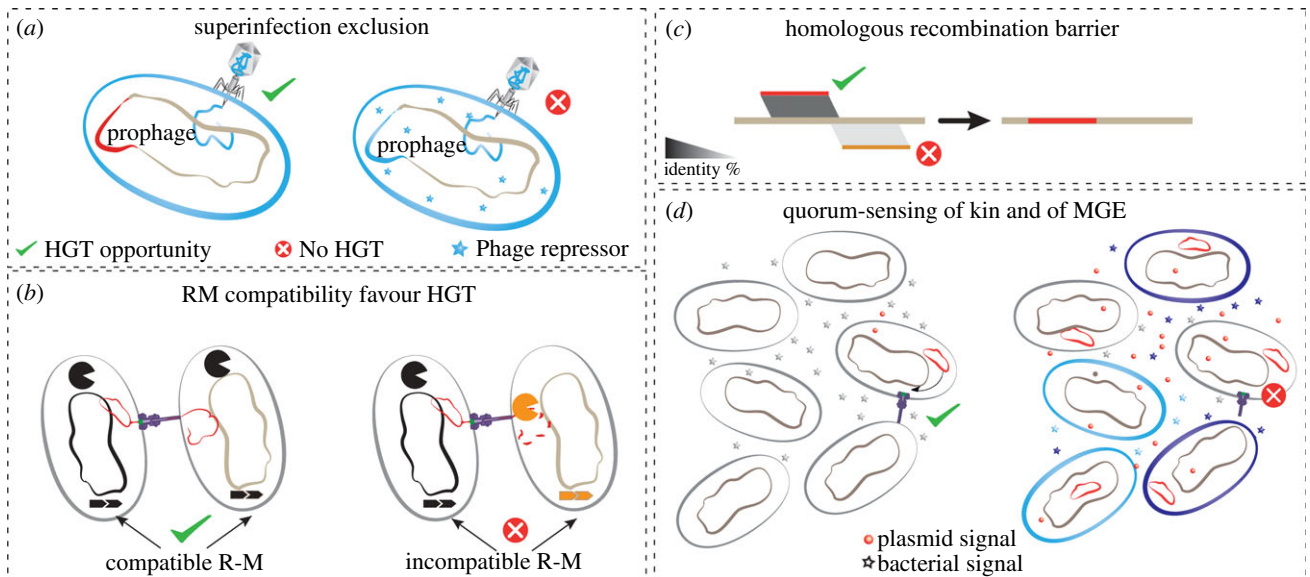 (a) superinfection exclusion
prophage
prophage
HGT opportunity
No HGT
Phage repressor
(b) RM compatibility favour HGT
compatible R-M
incompatible R-M
(c) homologous recombination barrier
identity %
(d) quorum-sensing of kin and of MGE
plasmid signal
bacterial signal